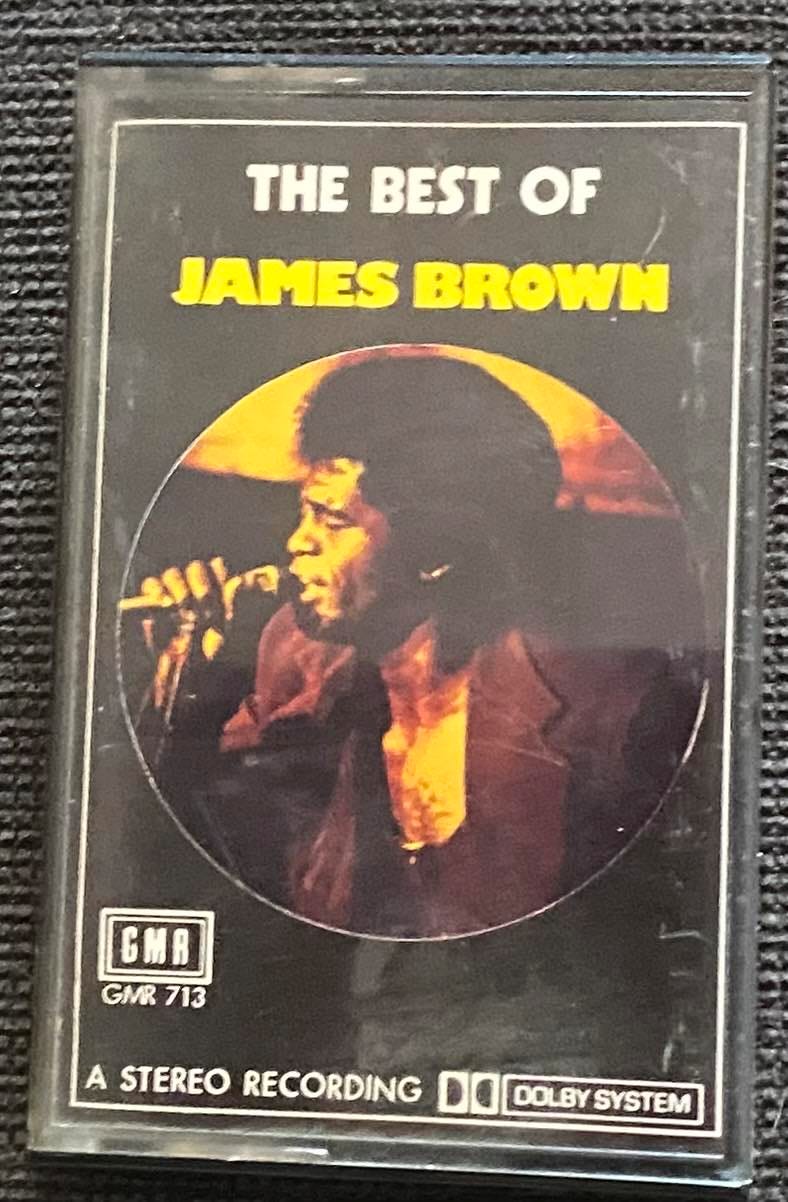 THE BEST OF
JAMES BROWN
GMR
GMR 713
A STEREO RECORDING DOLBY SYSTEM